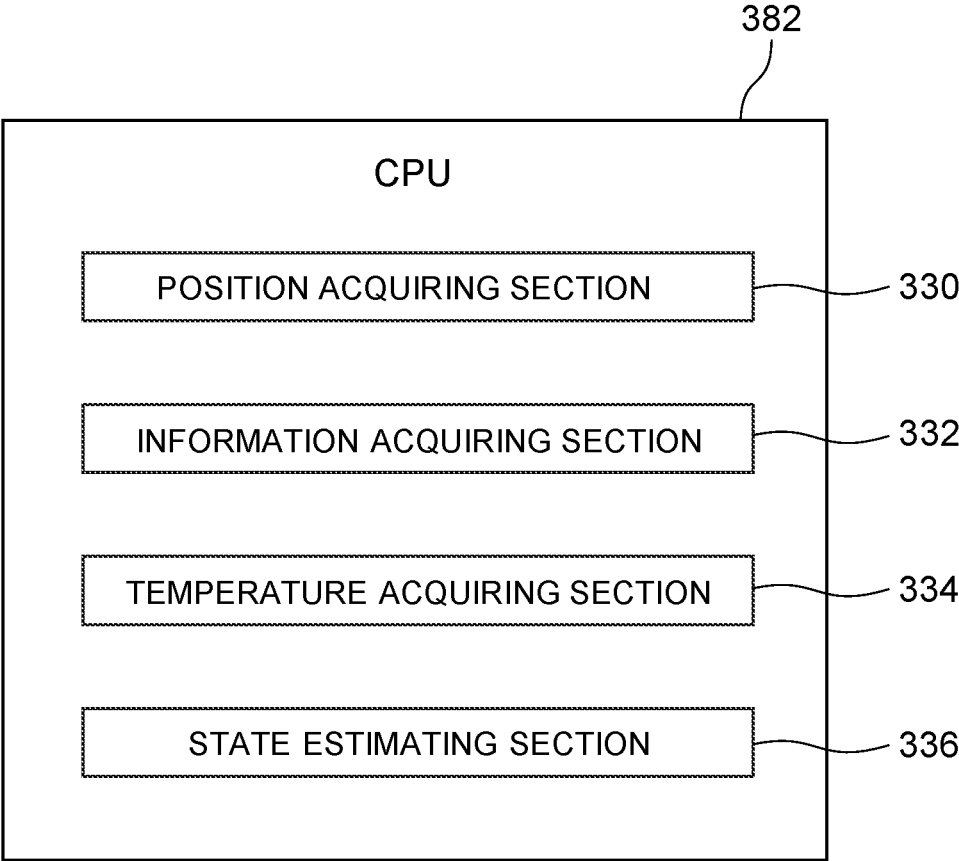 382
CPU
POSITION ACQUIRING SECTION 330
INFORMATION ACQUIRING SECTION 332
TEMPERATURE ACQUIRING SECTION 334
STATE ESTIMATING SECTION 336